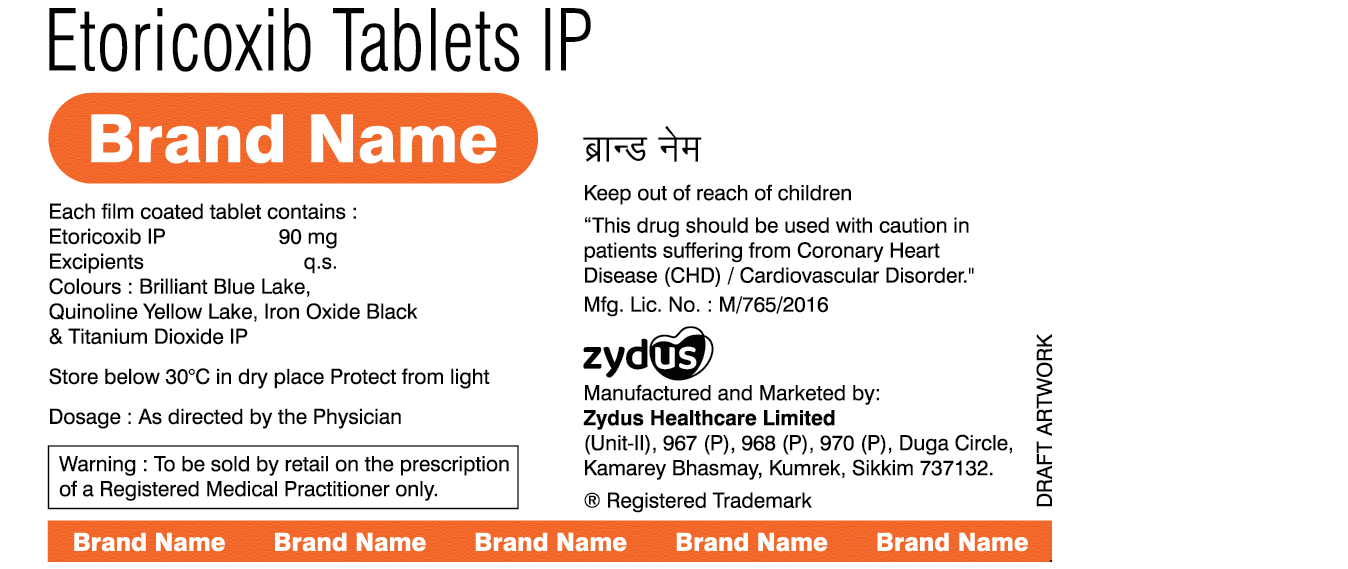 Etoricoxib Tablets IP
Brand Name
Each film coated tablet contains :
Etoricoxib IP 90 mg
Excipients q.s.
Colours : Brilliant Blue Lake,
Quinoline Yellow Lake, Iron Oxide Black
& Titanium Dioxide IP
Store below 30°C in dry place Protect from light
Dosage : As directed by the Physician
Warning : To be sold by retail on the prescription
of a Registered Medical Practitioner only.
ब्रान्ड नेम
Keep out of reach of children
“This drug should be used with caution in
patients suffering from Coronary Heart
Disease (CHD) / Cardiovascular Disorder."
Mfg. Lic. No. : M/765/2016
zydus
Manufactured and Marketed by:
Zydus Healthcare Limited
(Unit-II), 967 (P), 968 (P), 970 (P), Duga Circle,
Kamarey Bhasmay, Kumrek, Sikkim 737132.
® Registered Trademark
DRAFT ARTWORK
Brand Name Brand Name Brand Name Brand Name Brand Name